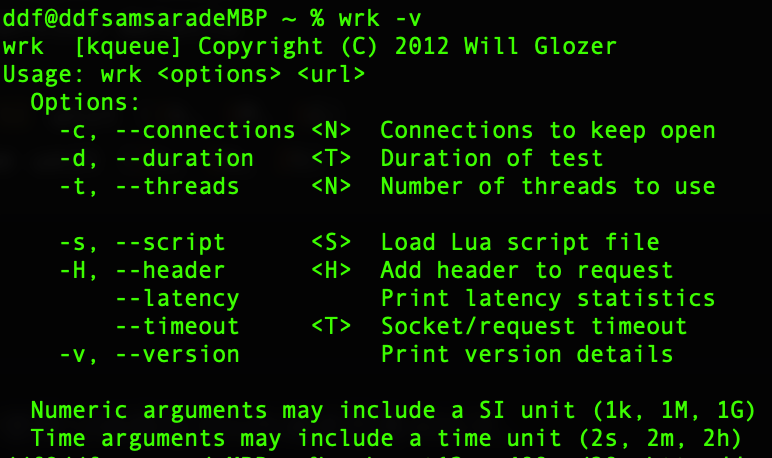 ddf@ddfsamsaradeMBP ~ % wrk -v
wrk  [kqueue] Copyright (C) 2012 Will Glozer
Usage: wrk <options> <url>
  Options:
    -c, --connections <N>  Connections to keep open
    -d, --duration    <T>  Duration of test
    -t, --threads     <N>  Number of threads to use

    -s, --script      <S>  Load Lua script file
    -H, --header      <H>  Add header to request
        --latency          Print latency statistics
        --timeout     <T>  Socket/request timeout
    -v, --version          Print version details

  Numeric arguments may include a SI unit (1k, 1M, 1G)
  Time arguments may include a time unit (2s, 2m, 2h)